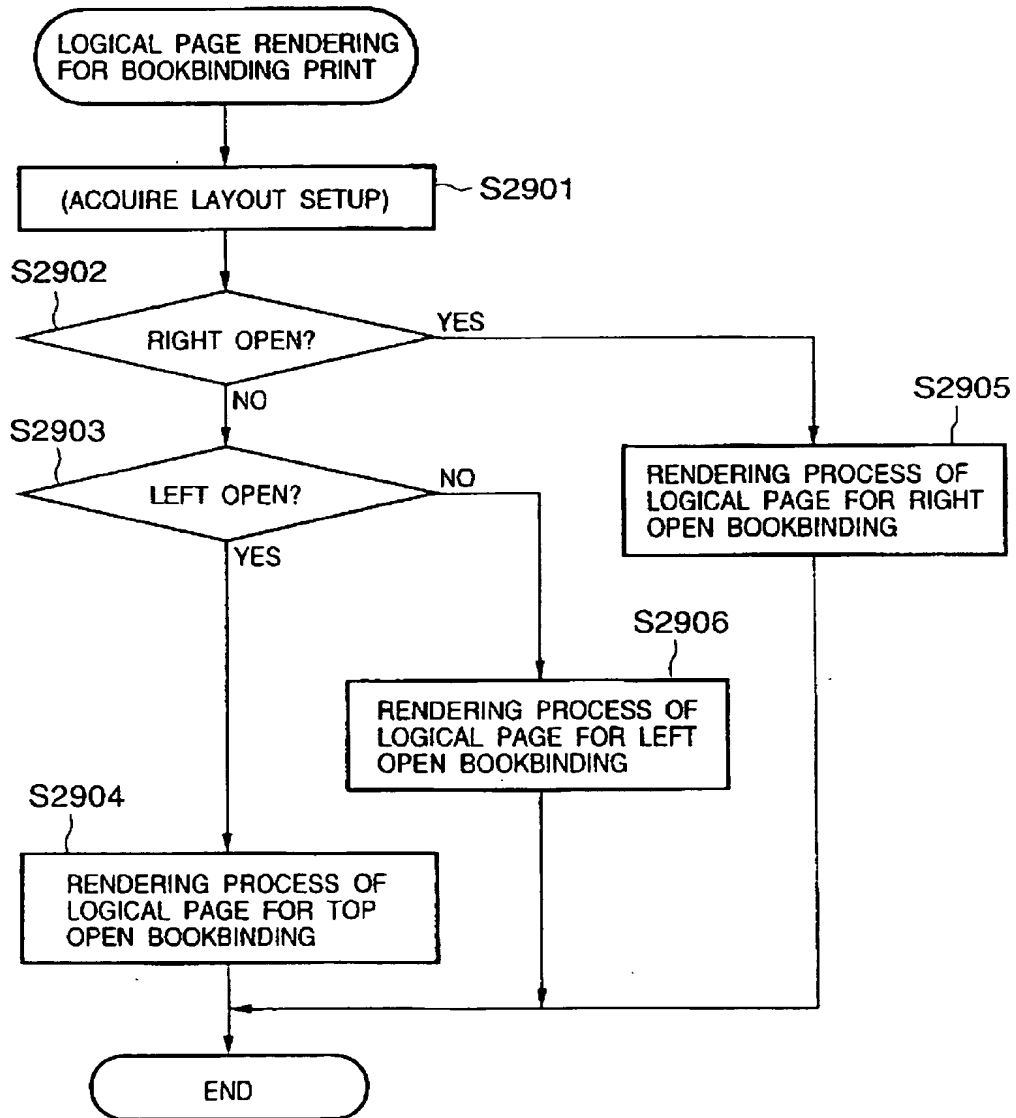 LOGICAL PAGE RENDERING
FOR BOOKBINDING PRINT
(ACQUIRE LAYOUT SETUP)
S2901
S2902
RIGHT OPEN?
YES
NO
S2903
LEFT OPEN?
NO
YES
S2905
RENDERING PROCESS OF
LOGICAL PAGE FOR RIGHT
OPEN BOOKBINDING
S2906
RENDERING PROCESS OF
LOGICAL PAGE FOR LEFT
OPEN BOOKBINDING
S2904
RENDERING PROCESS OF
LOGICAL PAGE FOR TOP
OPEN BOOKBINDING
END